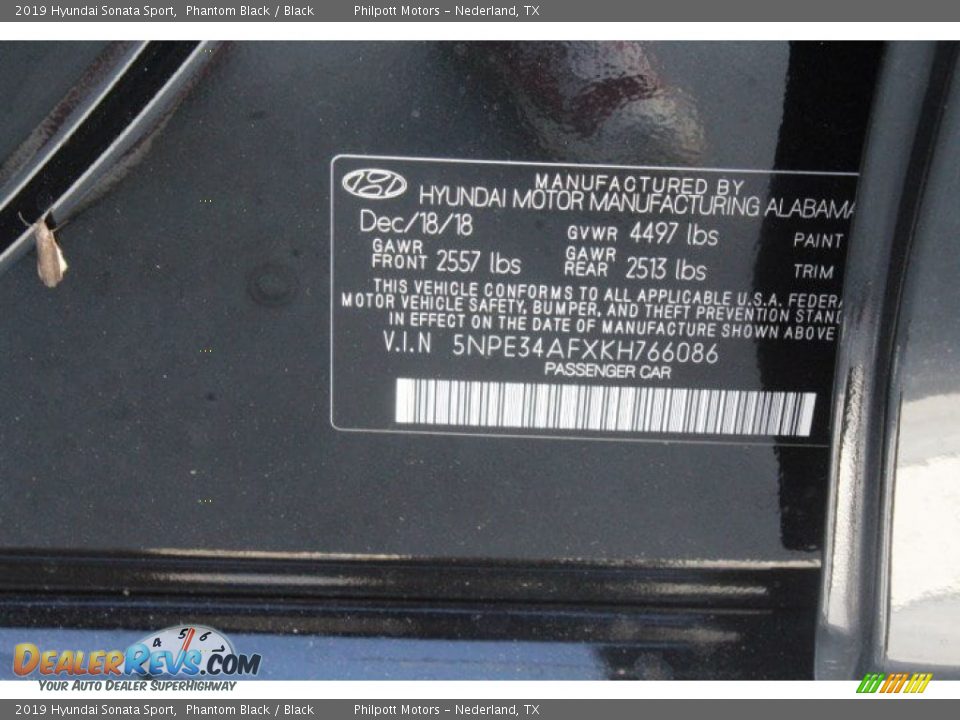 2019 Hyundai Sonata Sport, Phantom Black / Black Philpott Motors - Nederland, TX
MANUFACTURED BY
HYUNDAI MOTOR MANUFACTURING ALABAMA
Dec/18/18 GVWR 4497 lbs PAINT
GAWR FRONT 2557 lbs GAWR REAR 2513 lbs TRIM
THIS VEHICLE CONFORMS TO ALL APPLICABLE U.S.A. FEDERA
MOTOR VEHICLE SAFETY, BUMPER, AND THEFT PREVENTION STAND
IN EFFECT ON THE DATE OF MANUFACTURE SHOWN ABOVE
V.I.N 5NPE34AFXKH766086
PASSENGER CAR
4 5 6
DEALERREVS.COM
YOUR AUTO DEALER SUPERHIGHWAY
2019 Hyundai Sonata Sport, Phantom Black / Black Philpott Motors - Nederland, TX